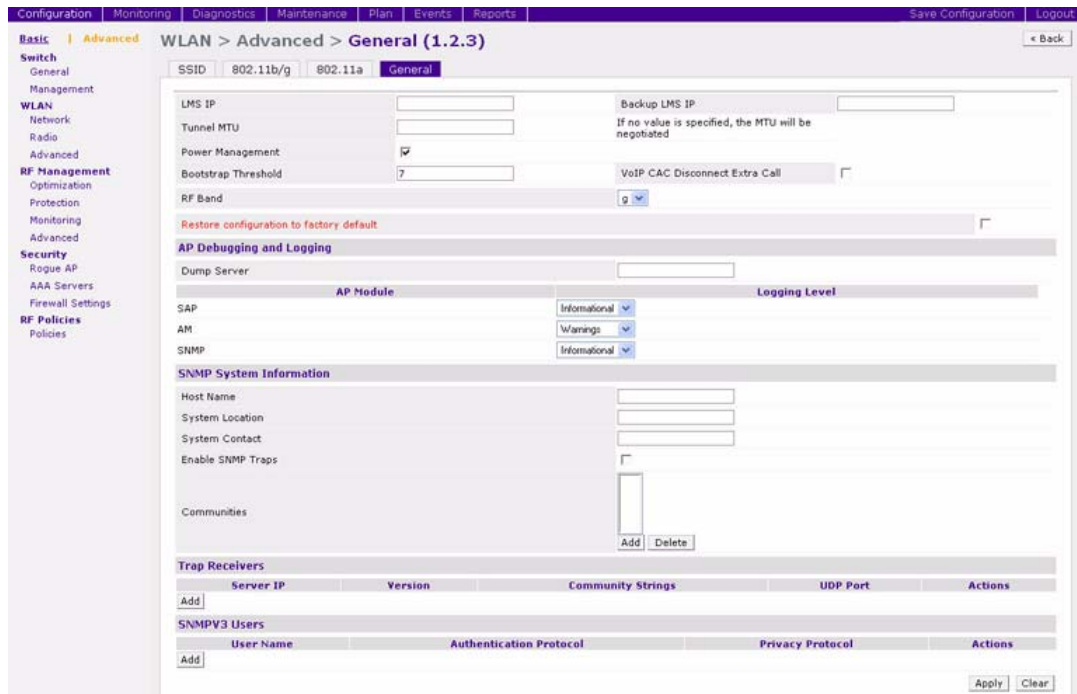 Configuration | Monitoring | Diagnostics | Maintenance | Plan | Events | Reports | Save Configuration | Logout
Basic | Advanced
Switch
General
Management
WLAN
Network
Radio
Advanced
RF Management
Optimization
Protection
Monitoring
Advanced
Security
Rogue AP
AAA Servers
Firewall Settings
RF Policies
Policies
WLAN > Advanced > General (1.2.3)
< Back
SSID 802.11b/g 802.11a General
LMS IP Backup LMS IP
Tunnel MTU If no value is specified, the MTU will be
negotiated
Power Management
Bootstrap Threshold 7 VoIP CAC Disconnect Extra Call
RF Band g
Restore configuration to factory default
AP Debugging and Logging
Dump Server
AP Module Logging Level
SAP Informational
AM Warnings
SNMP Informational
SNMP System Information
Host Name
System Location
System Contact
Enable SNMP Traps
Communities
Add Delete
Trap Receivers
Server IP Version Community Strings UDP Port Actions
Add
SNMPV3 Users
User Name Authentication Protocol Privacy Protocol Actions
Add
Apply Clear